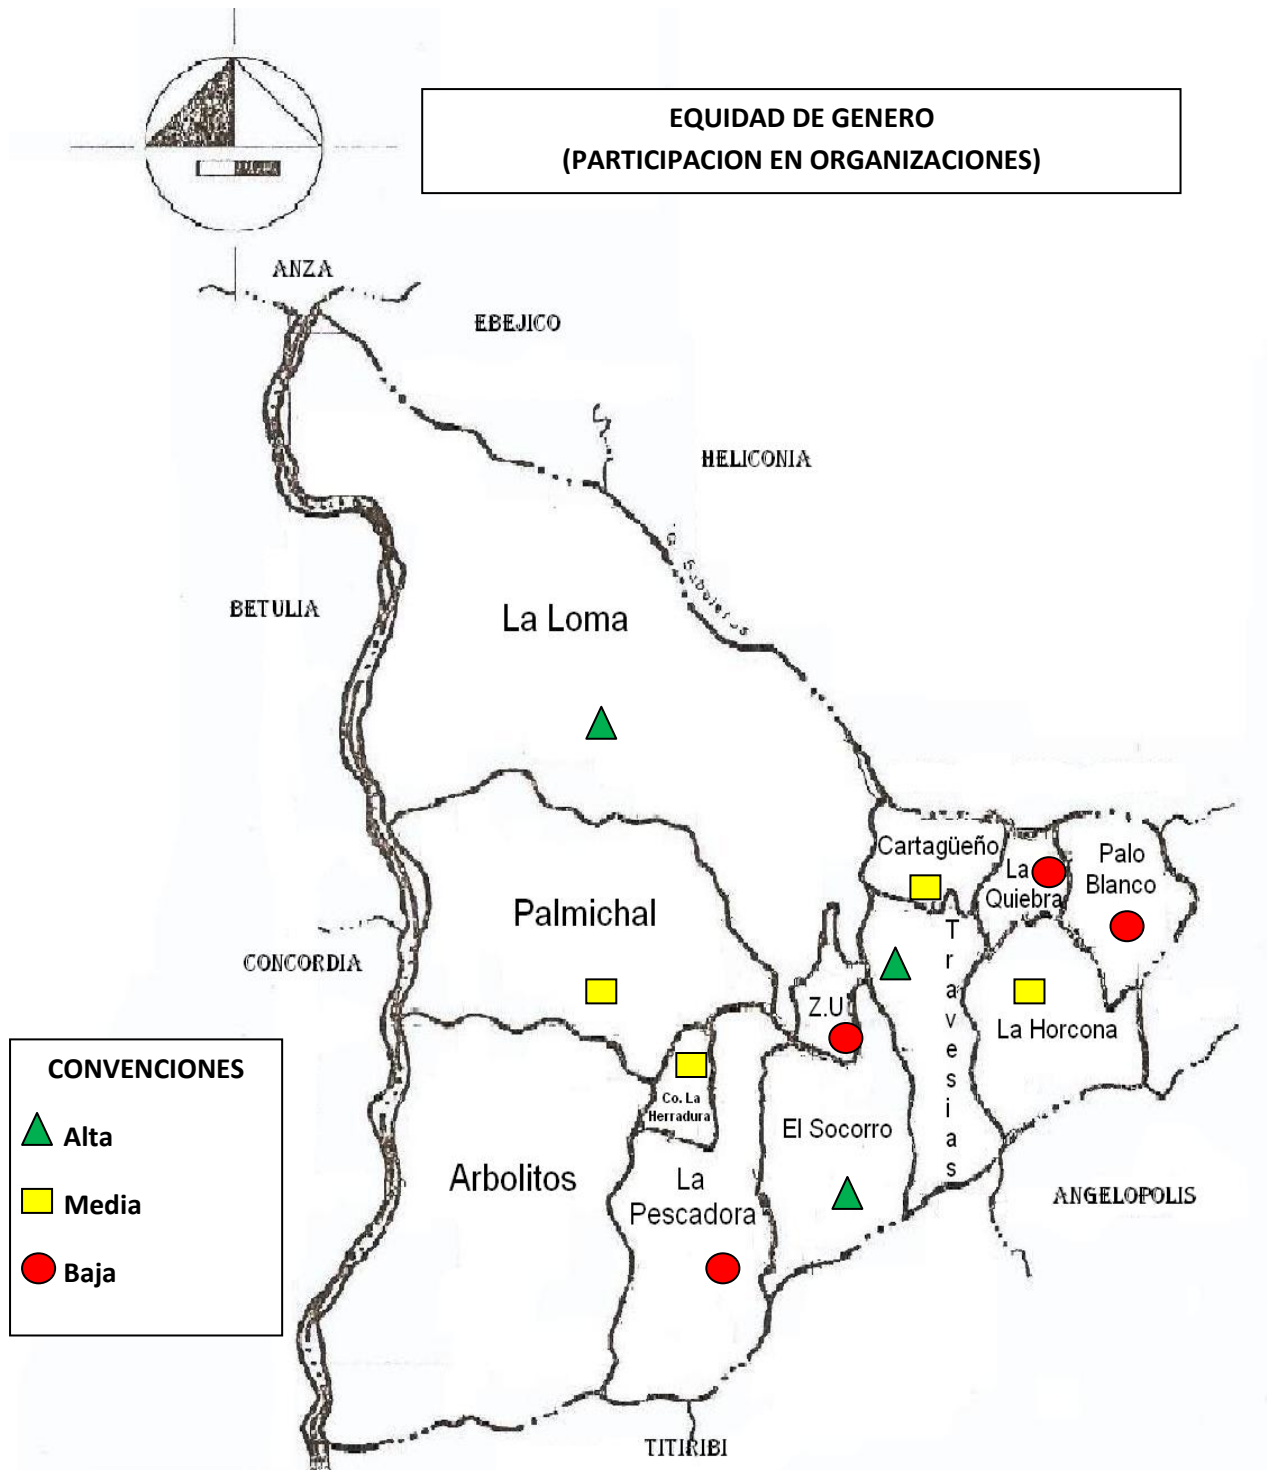 EQUIDAD DE GENERO
(PARTICIPACION EN ORGANIZACIONES)
ANZA
EBEJICO
HELICONIA
BETULIA
La Loma
Cartagüeño
La
Quiebra
Palo
Blanco
Palmichal
Travesias
CONCORDIA
Z.U
La Horcona
CONVENCIONES
Alta
Media
Baja
Co. La
Herradura
El Socorro
Arbolitos
La
Pescadora
ANGELOPOLIS
TITIRIBI